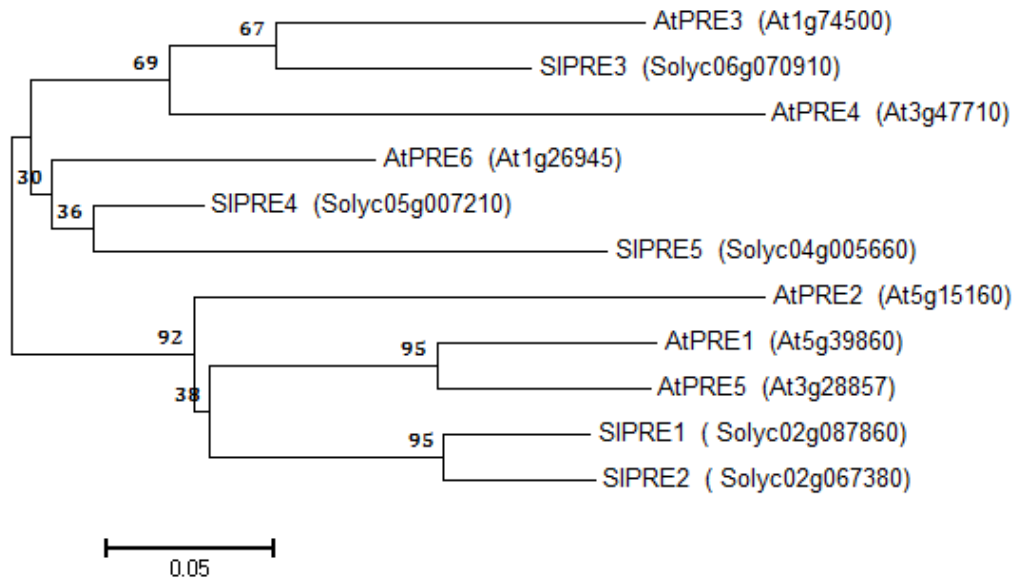 67
AtPRE3 (At1g74500)
69
SlPRE3 (Solyc06g070910)
AtPRE4 (At3g47710)
30
AtPRE6 (At1g26945)
36
SlPRE4 (Solyc05g007210)
SlPRE5 (Solyc04g005660)
AtPRE2 (At5g15160)
92
95
AtPRE1 (At5g39860)
38
AtPRE5 (At3g28857)
95
SlPRE1 ( Solyc02g087860)
SlPRE2 ( Solyc02g067380)
0.05